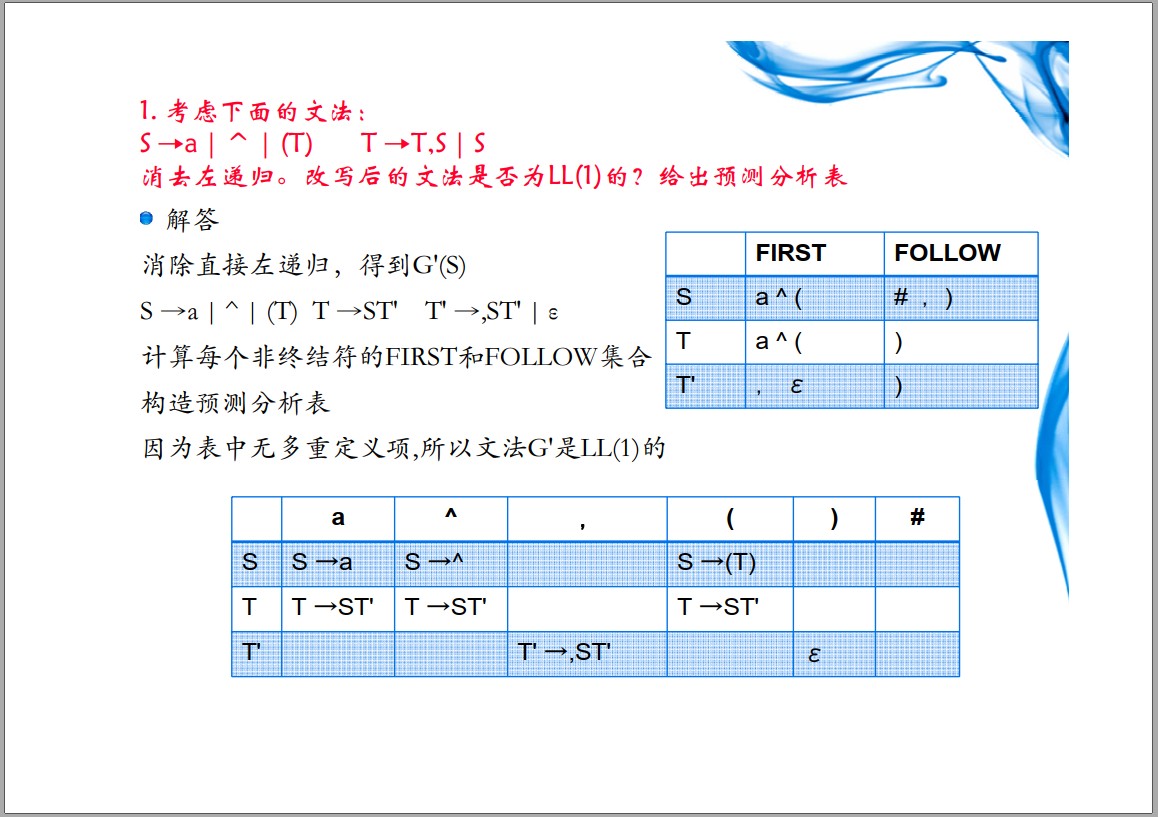 1. 考虑下面的文法：
S →a | ^ | (T)      T →T,S | S
消去左递归。改写后的文法是否为LL(1)的？给出预测分析表
解答
消除直接左递归，得到G'(S)
S →a | ^ | (T)  T →ST'    T' →,ST' | ε
计算每个非终结符的FIRST和FOLLOW集合
构造预测分析表
因为表中无多重定义项,所以文法G'是LL(1)的
FIRST FOLLOW
S a ^ ( # , )
T a ^ ( )
T' , ε )
a ^ , ( ) #
S S →a S →^ S →(T)
T T →ST' T →ST' T →ST'
T' T' →,ST' ε